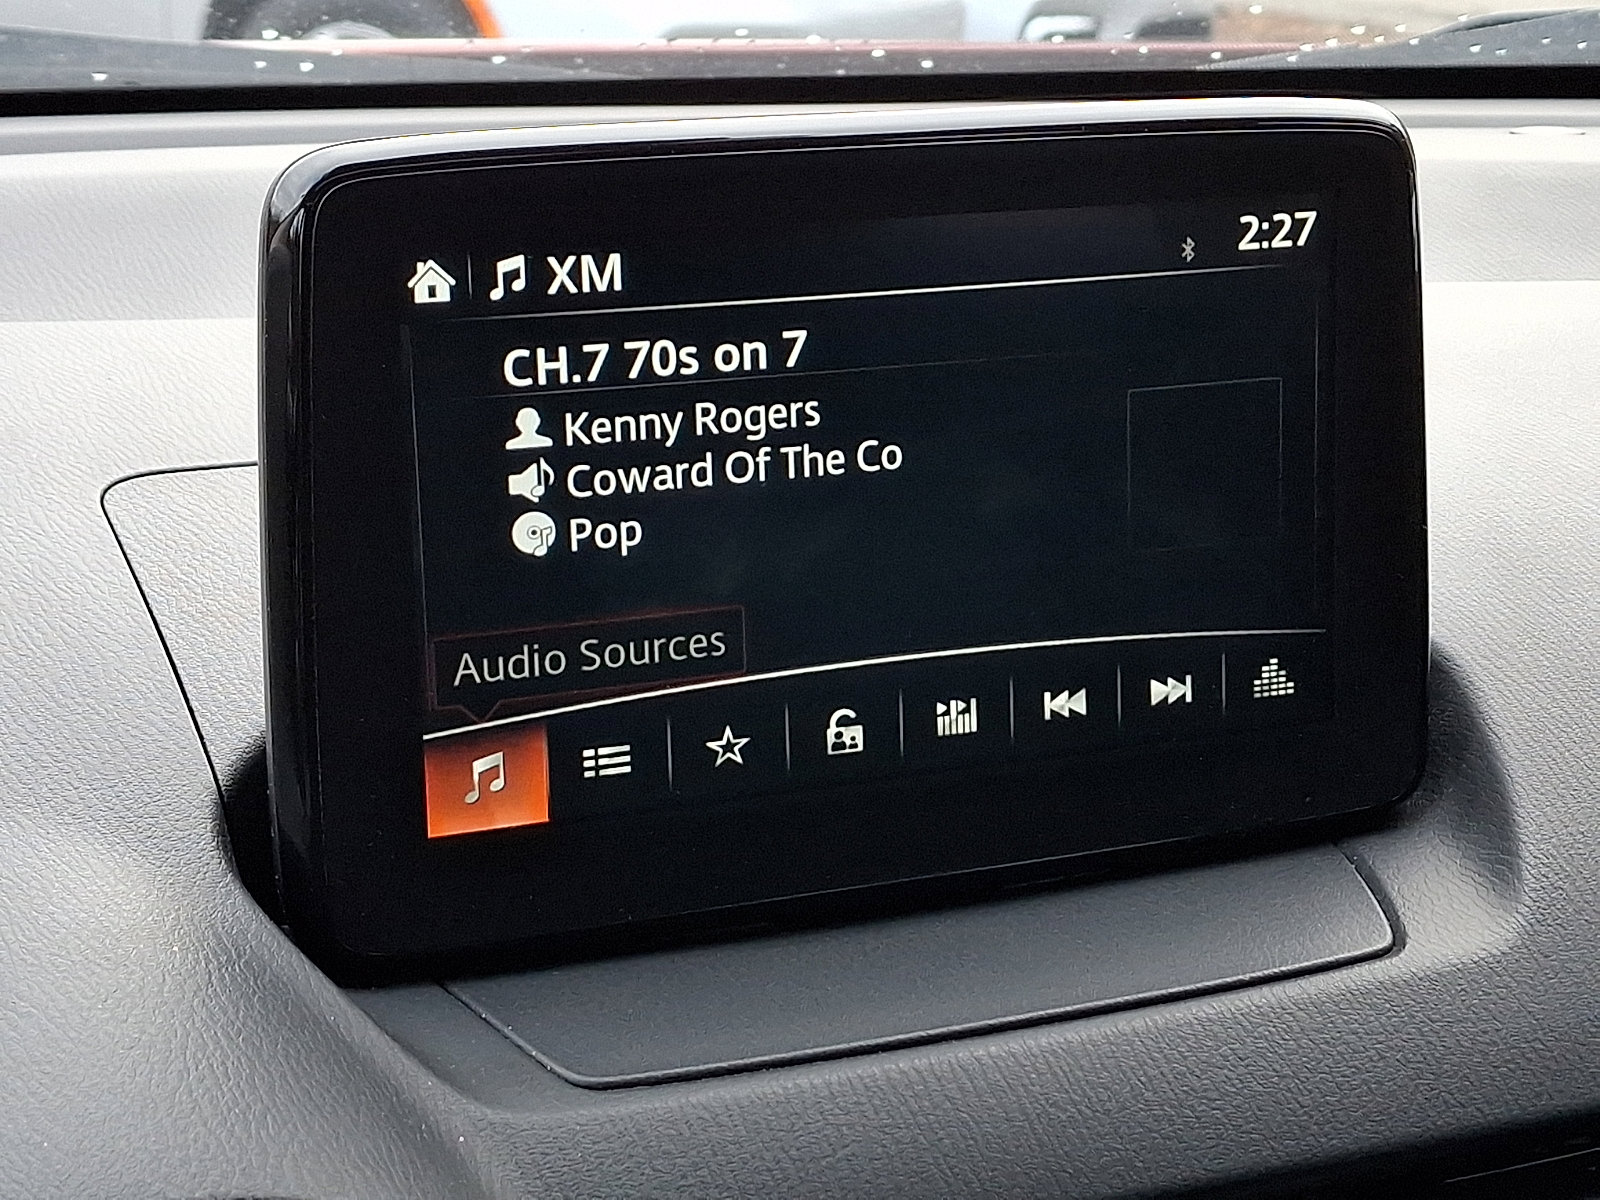 XM
2:27
CH.7 70s on 7
Kenny Rogers
Coward Of The Co
Pop
Audio Sources